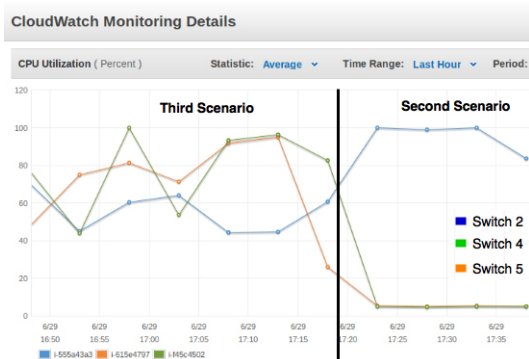 CloudWatch Monitoring Details
CPU Utilization ( Percent ) Statistic: Average Time Range: Last Hour Period:
Third Scenario Second Scenario
120
100
80
60
40
20
0
Switch 2
Switch 4
Switch 5
6/29 6/29 6/29 6/29 6/29 6/29 6/29 6/29 6/29 6/29
16:50 16:55 17:00 17:05 17:10 17:15 17:20 17:25 17:30 17:35
i-555a43a3 i-615e4797 i-f45c4502